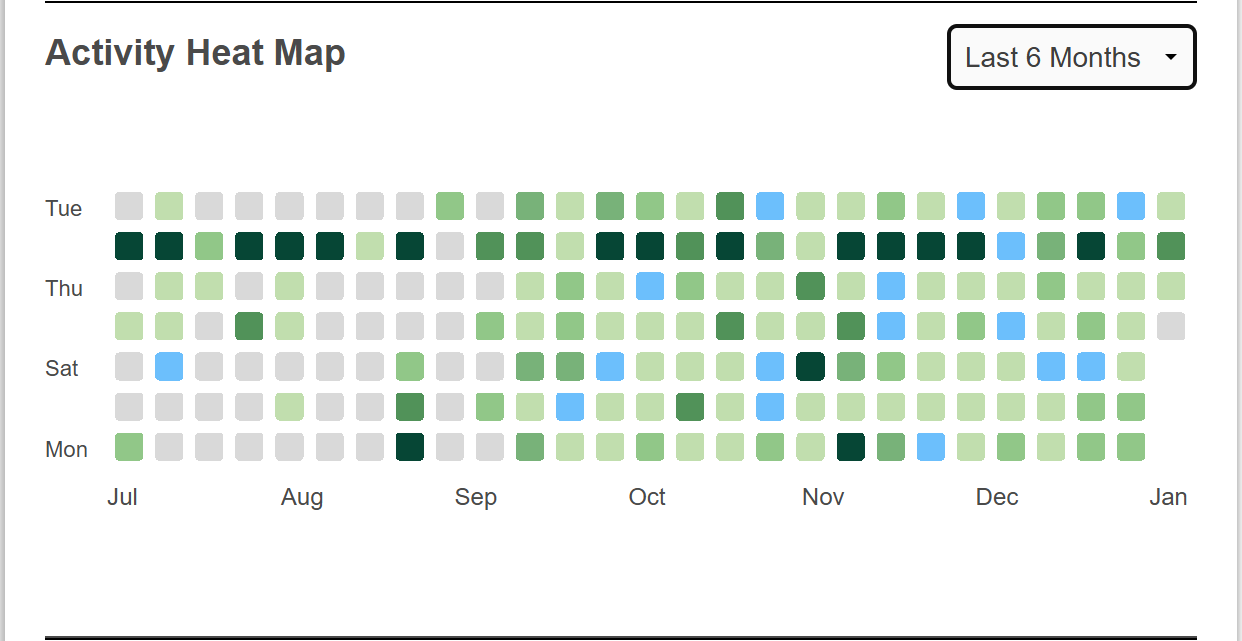 Activity Heat Map
Last 6 Months
Tue
Thu
Sat
Mon
Jul Aug Sep Oct Nov Dec Jan